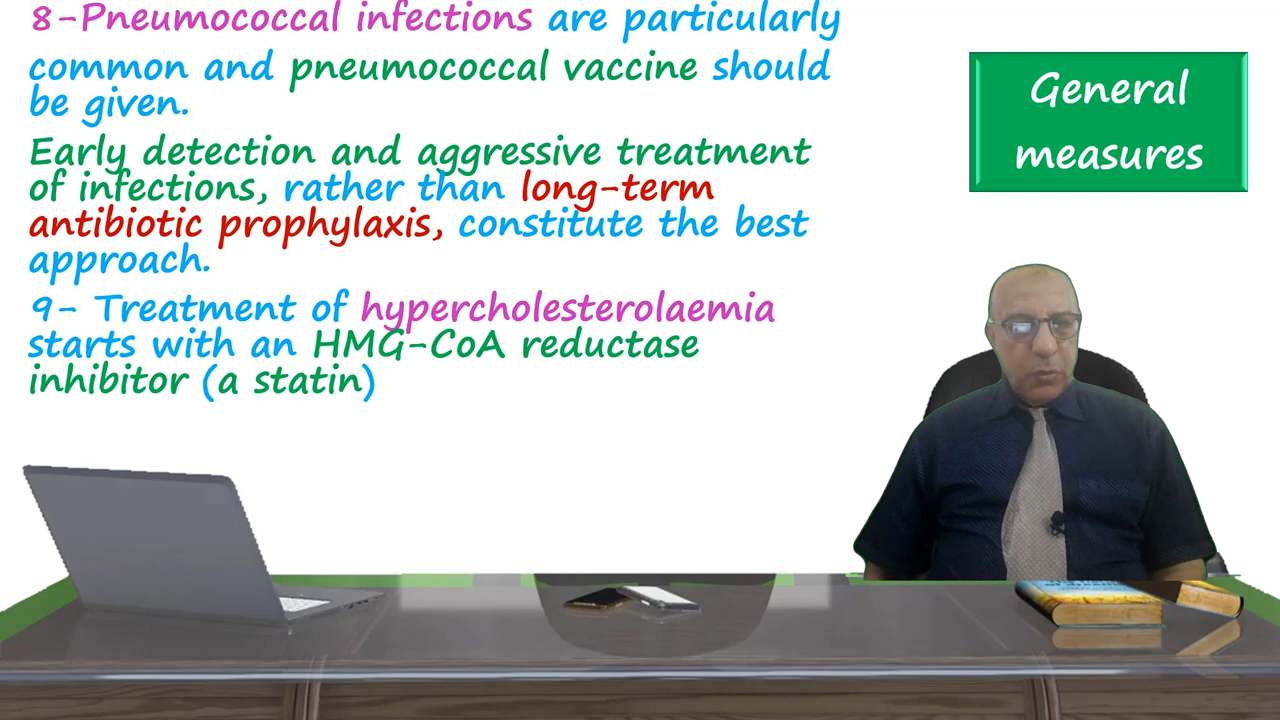 8-Pneumococcal infections are particularly
common and pneumococcal vaccine should
be given.
Early detection and aggressive treatment
of infections, rather than long-term
antibiotic prophylaxis, constitute the best
approach.
9- Treatment of hypercholesterolaemia
starts with an HMG-CoA reductase
inhibitor (a statin)
General
measures